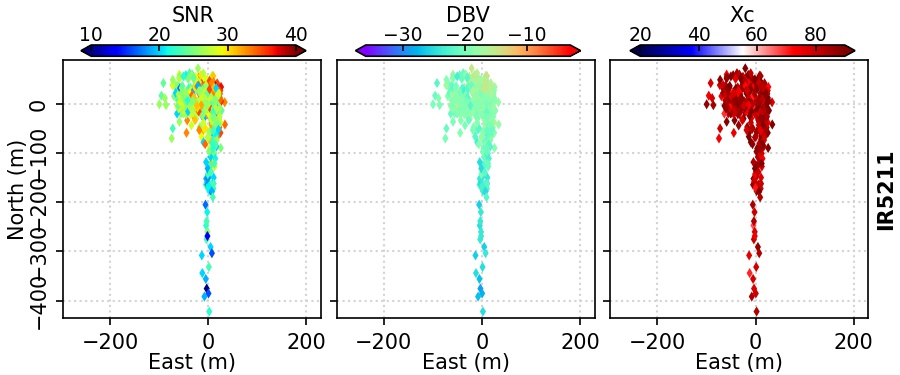 SNR DBV Xc
10 20 30 40 −30 −20 −10 20 40 60 80
North (m)
0
−100
−200
−300
−400
IR5211
−200 0 200 −200 0 200 −200 0 200
East (m) East (m) East (m)